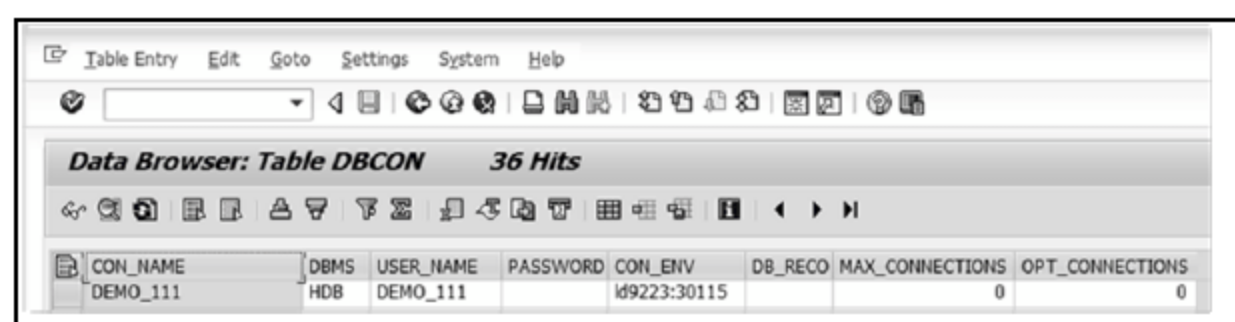 Table Entry Edit Goto Settings System Help
Data Browser: Table DBCON 36 Hits
CON_NAME DBMS USER_NAME PASSWORD CON_ENV DB_RECO MAX_CONNECTIONS OPT_CONNECTIONS
DEMO_111 HDB DEMO_111 ld9223:30115 0 0